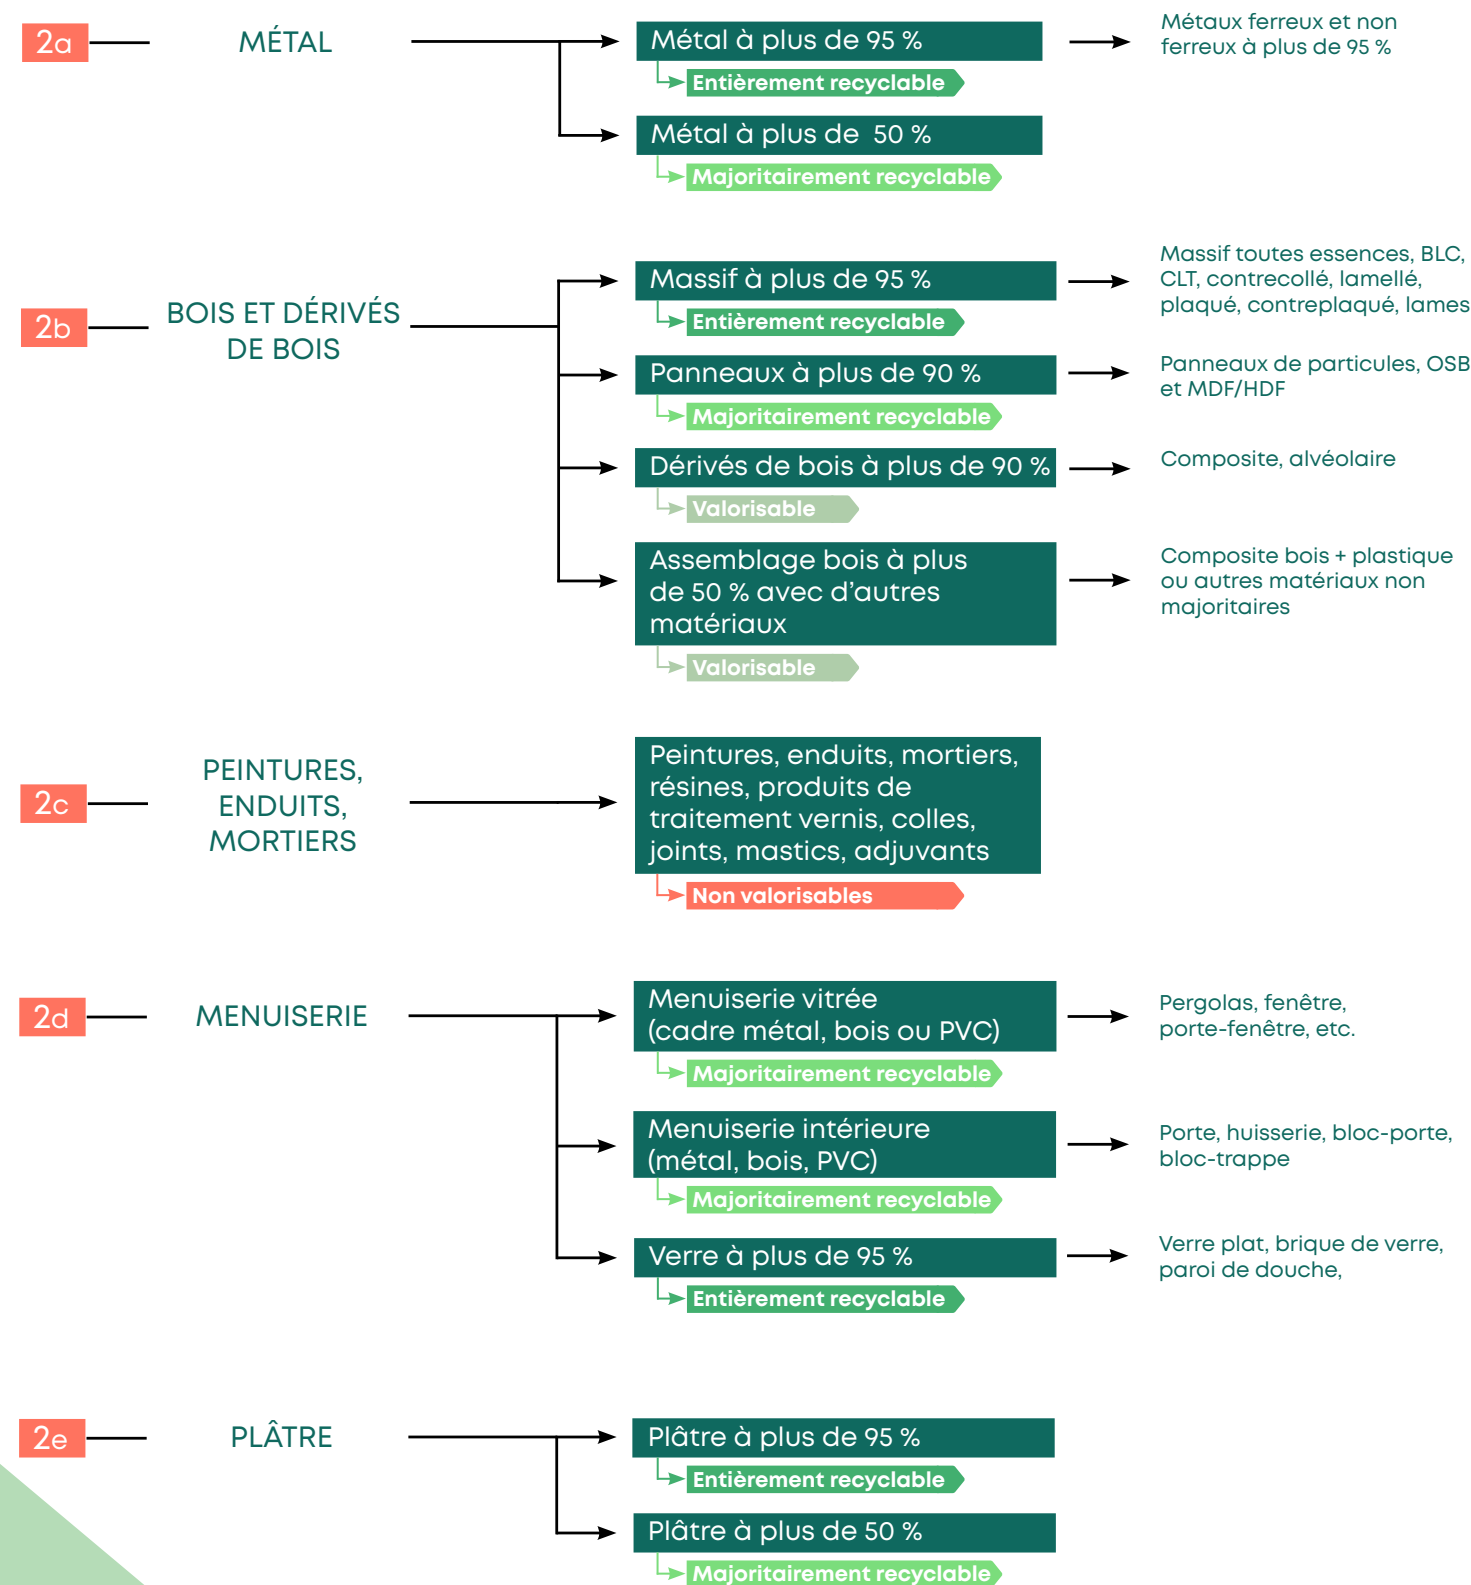 2a
MÉTAL
Métal à plus de 95 %
Entièrement recyclable
Métaux ferreux et non
ferreux à plus de 95 %
Métal à plus de 50 %
Majoritairement recyclable
2b
BOIS ET DÉRIVÉS
DE BOIS
Massif à plus de 95 %
Entièrement recyclable
Massif toutes essences, BLC,
CLT, contrecollé, lamellé,
plaqué, contreplaqué, lames
Panneaux à plus de 90 %
Majoritairement recyclable
Panneaux de particules, OSB
et MDF/HDF
Dérivés de bois à plus de 90 %
Valorisable
Composite, alvéolaire
Assemblage bois à plus
de 50 % avec d'autres
matériaux
Valorisable
Composite bois + plastique
ou autres matériaux non
majoritaires
2c
PEINTURES,
ENDUITS,
MORTIERS
Peintures, enduits, mortiers,
résines, produits de
traitement vernis, colles,
joints, mastics, adjuvants
Non valorisables
2d
MENUISERIE
Menuiserie vitrée
(cadre métal, bois ou PVC)
Majoritairement recyclable
Pergolas, fenêtre,
porte-fenêtre, etc.
Menuiserie intérieure
(métal, bois, PVC)
Majoritairement recyclable
Porte, huisserie, bloc-porte,
bloc-trappe
Verre à plus de 95 %
Entièrement recyclable
Verre plat, brique de verre,
paroi de douche,
2e
PLÂTRE
Plâtre à plus de 95 %
Entièrement recyclable
Plâtre à plus de 50 %
Majoritairement recyclable